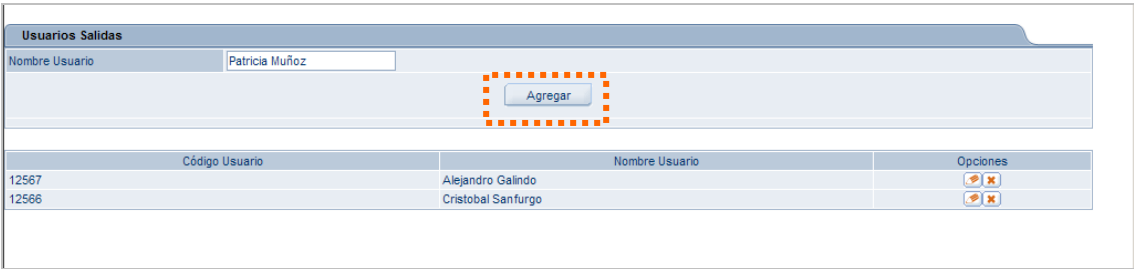 Usuarios Salidas
Nombre Usuario Patricia Muñoz
Agregar
Código Usuario Nombre Usuario Opciones
12567 Alejandro Galindo
12566 Cristobal Sanfurgo